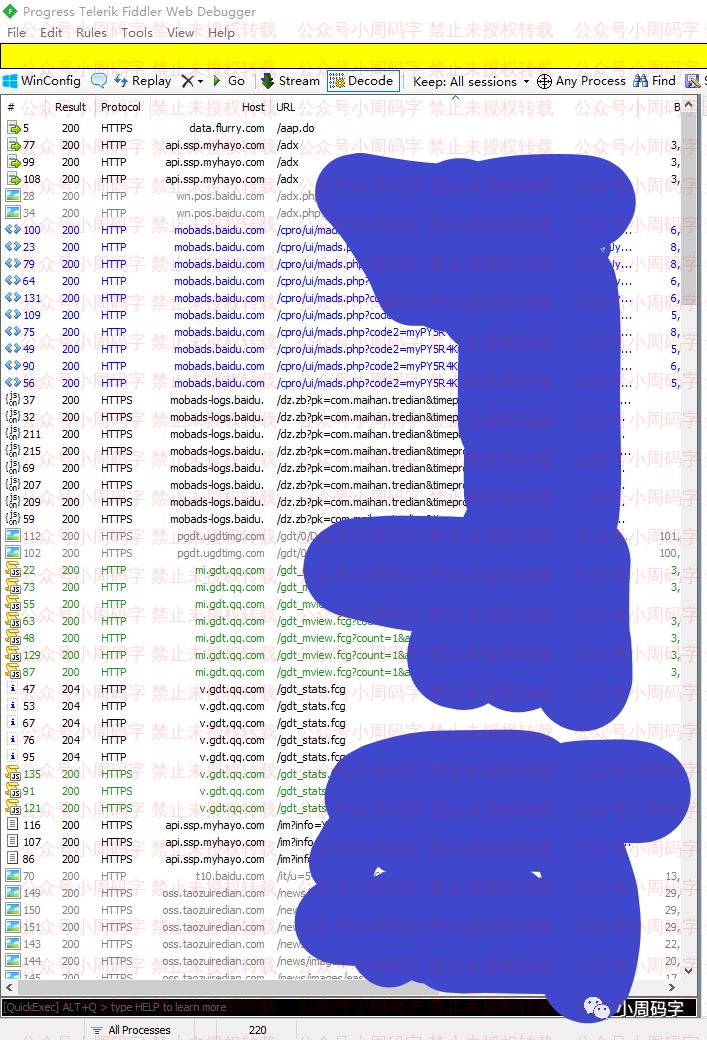 Progress Telerik Fiddler Web Debugger
File Edit Rules Tools View Help
WinConfig Replay Go Stream Decode Keep: All sessions Any Process Find
# Result Protocol Host URL B
5 200 HTTPS data.flurry.com /aap.do
77 200 HTTP api.ssp.myhayo.com /adx 3,
99 200 HTTP api.ssp.myhayo.com /adx 3,
108 200 HTTP api.ssp.myhayo.com /adx 3,
28 200 HTTP wn.pos.baidu.com /adx.ph
34 200 HTTP wn.pos.baidu.com /adx.php
100 200 HTTP mobads.baidu.com /cpro/ui/mads. ... 6,
23 200 HTTP mobads.baidu.com /cpro/ui/mads.p y... 8,
79 200 HTTP mobads.baidu.com /cpro/ui/mads.php ... 8,
64 200 HTTP mobads.baidu.com /cpro/ui/mads.php? ... 6,
131 200 HTTP mobads.baidu.com /cpro/ui/mads.php?c ... 6,
109 200 HTTP mobads.baidu.com /cpro/ui/mads.php?code ... 5,
75 200 HTTP mobads.baidu.com /cpro/ui/mads.php?code2=myPY5R ... 8,
49 200 HTTP mobads.baidu.com /cpro/ui/mads.php?code2=myPY5R4K ... 5,
90 200 HTTP mobads.baidu.com /cpro/ui/mads.php?code2=myPY5R4K ... 6,
56 200 HTTP mobads.baidu.com /cpro/ui/mads.php?code2=myPY5R4K ... 5,
37 200 HTTPS mobads-logs.baidu. /dz.zb?pk=com.maihan.tredian&timep ...
32 200 HTTPS mobads-logs.baidu. /dz.zb?pk=com.maihan.tredian&timep ...
211 200 HTTPS mobads-logs.baidu. /dz.zb?pk=com.maihan.tredian&timep ...
215 200 HTTPS mobads-logs.baidu. /dz.zb?pk=com.maihan.tredian&timep ...
69 200 HTTPS mobads-logs.baidu. /dz.zb?pk=com.maihan.tredian&timepr ...
207 200 HTTPS mobads-logs.baidu. /dz.zb?pk=com.maihan.tredian&timepr ...
209 200 HTTPS mobads-logs.baidu. /dz.zb?pk=com.maihan.tredian&timepr ...
59 200 HTTPS mobads-logs.baidu. /dz.zb?pk=com ...
112 200 HTTPS pgdt.ugdtimg.com /gdt/0/D 101,
102 200 HTTPS pgdt.ugdtimg.com /gdt/0 100,
22 200 HTTP mi.gdt.qq.com /gdt_ 3,
73 200 HTTP mi.gdt.qq.com /gdt_m 3,
55 200 HTTP mi.gdt.qq.com /gdt_mvie 3,
63 200 HTTP mi.gdt.qq.com /gdt_mview.fcg?cou 3,
48 200 HTTP mi.gdt.qq.com /gdt_mview.fcg?count=1&a 3,
129 200 HTTP mi.gdt.qq.com /gdt_mview.fcg?count=1& 3,
87 200 HTTP mi.gdt.qq.com /gdt_mview.fcg?count=1& 3,
47 204 HTTP v.gdt.qq.com /gdt_stats.fcg
53 204 HTTP v.gdt.qq.com /gdt_stats.fcg
67 204 HTTP v.gdt.qq.com /gdt_stats.fcg
76 204 HTTP v.gdt.qq.com /gdt_stats.fcg
95 204 HTTP v.gdt.qq.com /gdt_stats.fcg
135 200 HTTPS v.gdt.qq.com /gdt_stats.
91 200 HTTPS v.gdt.qq.com /gdt_stats
121 200 HTTPS v.gdt.qq.com /gdt_stats
116 200 HTTPS api.ssp.myhayo.com /im?info=
107 200 HTTPS api.ssp.myhayo.com /im?info
86 200 HTTPS api.ssp.myhayo.com /im?info
70 200 HTTP t10.baidu.com /it/u=5 13,
149 200 HTTPS oss.taozuiredian.com /news 29,
150 200 HTTPS oss.taozuiredian.com /new 29,
151 200 HTTPS oss.taozuiredian.com /new 29,
143 200 HTTPS oss.taozuiredian.com /new 22,
144 200 HTTPS oss.taozuiredian.com /news/imag 20,
145 200 HTTPS oss.taozuiredian.com /news/images/eas 21,
[QuickExec] ALT+Q > type HELP to learn more
小周码字
All Processes 220
公众号小周码字 禁止未授权转载